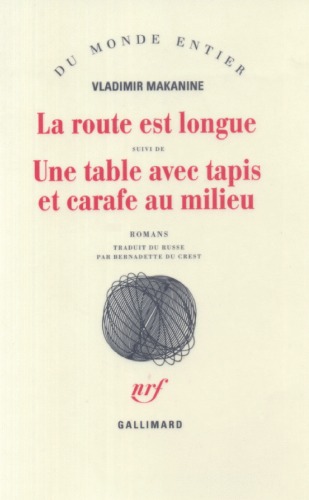 DU MONDE ENTIER
VLADIMIR MAKANINE
La route est longue
SUIVI DE
Une table avec tapis
et carafe au milieu
ROMANS
TRADUIT DU RUSSE
PAR BERNADETTE DU CREST
nrf
GALLIMARD